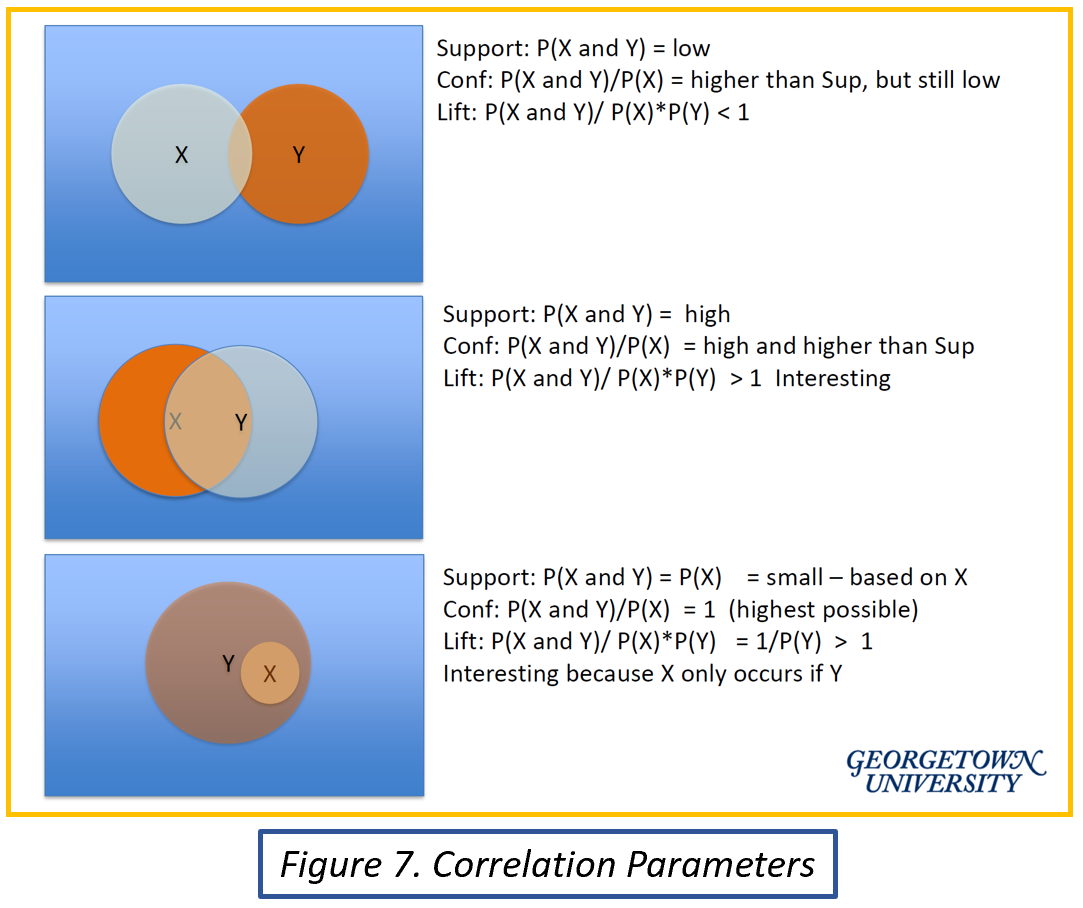 X
Y
Support: P(X and Y) = low
Conf: P(X and Y)/P(X) = higher than Sup, but still low
Lift: P(X and Y)/ P(X)*P(Y) < 1
X
Y
Support: P(X and Y) =  high
Conf: P(X and Y)/P(X)  = high and higher than Sup
Lift: P(X and Y)/ P(X)*P(Y)  > 1  Interesting
Y
X
Support: P(X and Y) = P(X)   = small – based on X
Conf: P(X and Y)/P(X)  = 1  (highest possible)
Lift: P(X and Y)/ P(X)*P(Y)   = 1/P(Y)  >  1
Interesting because X only occurs if Y
GEORGETOWN
UNIVERSITY
Figure 7. Correlation Parameters